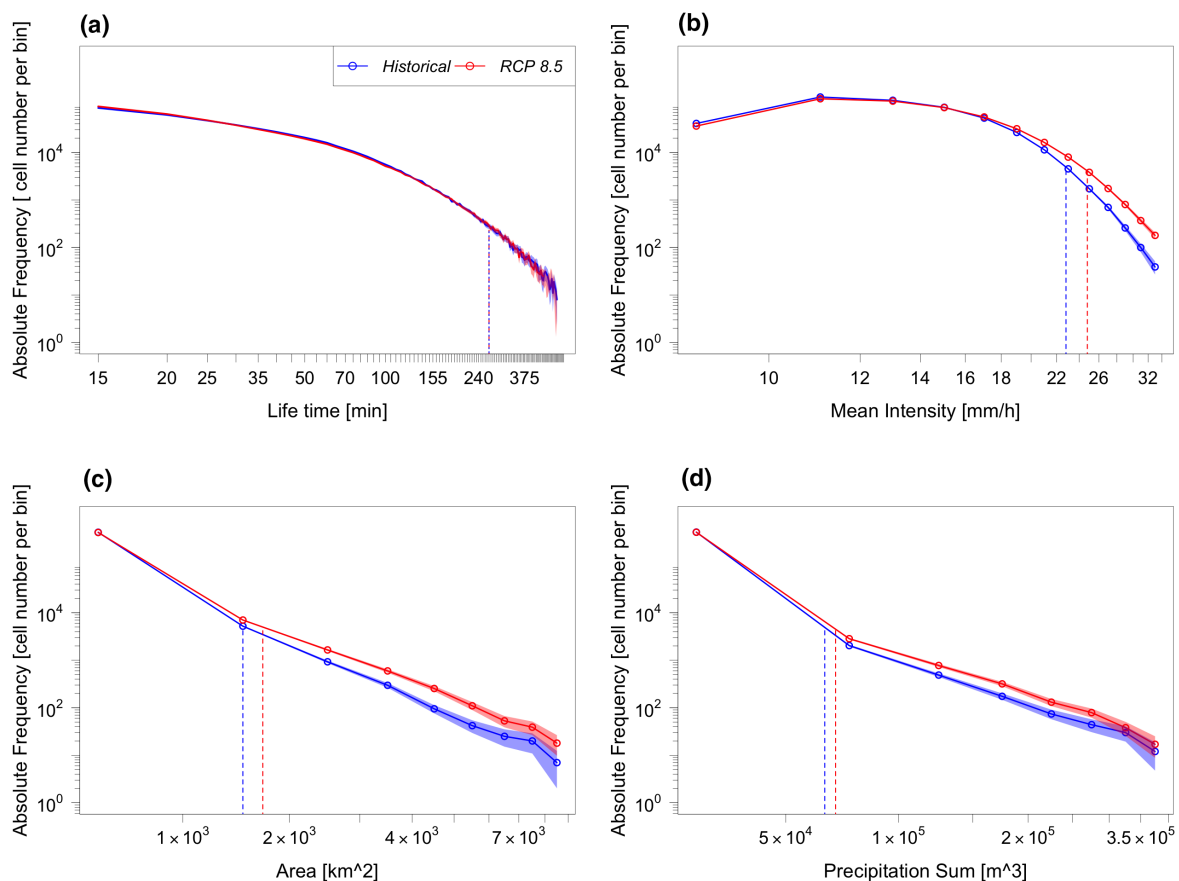 (a)
Absolute Frequency [ cell number per bin]
Historical RCP 8.5
10^4
10^2
10^0
15 20 25 35 50 70 100 155 240 375
Life time [min]
(b)
Absolute Frequency [cell number per bin]
10^4
10^2
10^0
10 12 14 16 18 22 26 32
Mean Intensity [mm/h]
(c)
Absolute Frequency [cell number per bin]
10^4
10^2
10^0
1×10^3 2×10^3 4×10^3 7×10^3
Area [km^2]
(d)
Absolute Frequency [cell number per bin]
10^4
10^2
10^0
5×10^4 1×10^5 2×10^5 3.5×10^5
Precipitation Sum [m^3]